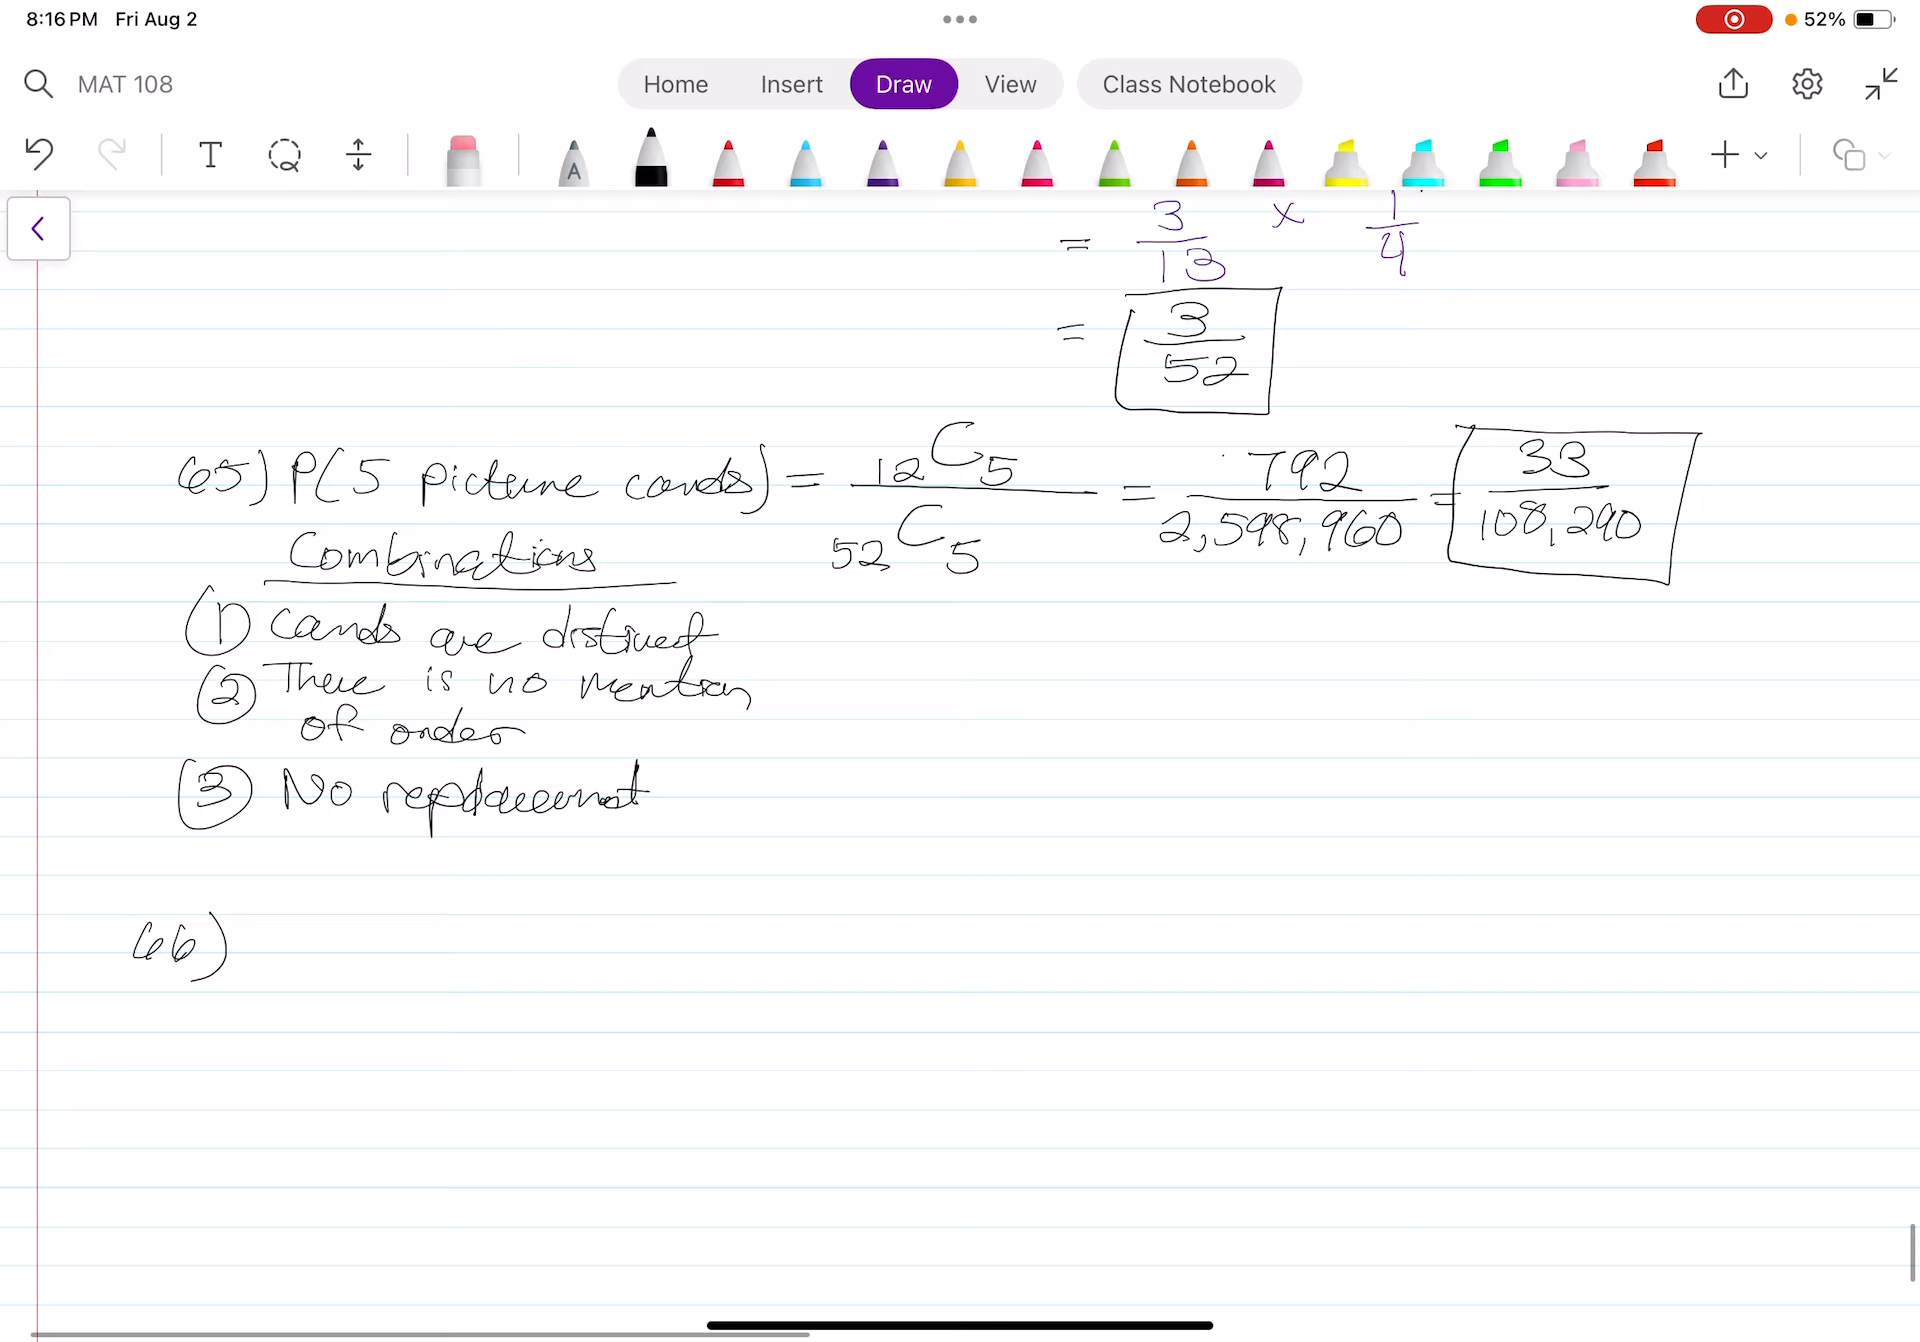 8:16 PM Fri Aug 2
52%
MAT 108
Home Insert Draw View Class Notebook
T A
= 3/13 x 1/4
= 3/52
65) P(5 picture cards) = 12C5 / 52C5 = 792 / 2,598,960 = 33 / 108,290
Combinations
① Cards are distinct
② There is no mention
of order
③ No replacement
66)